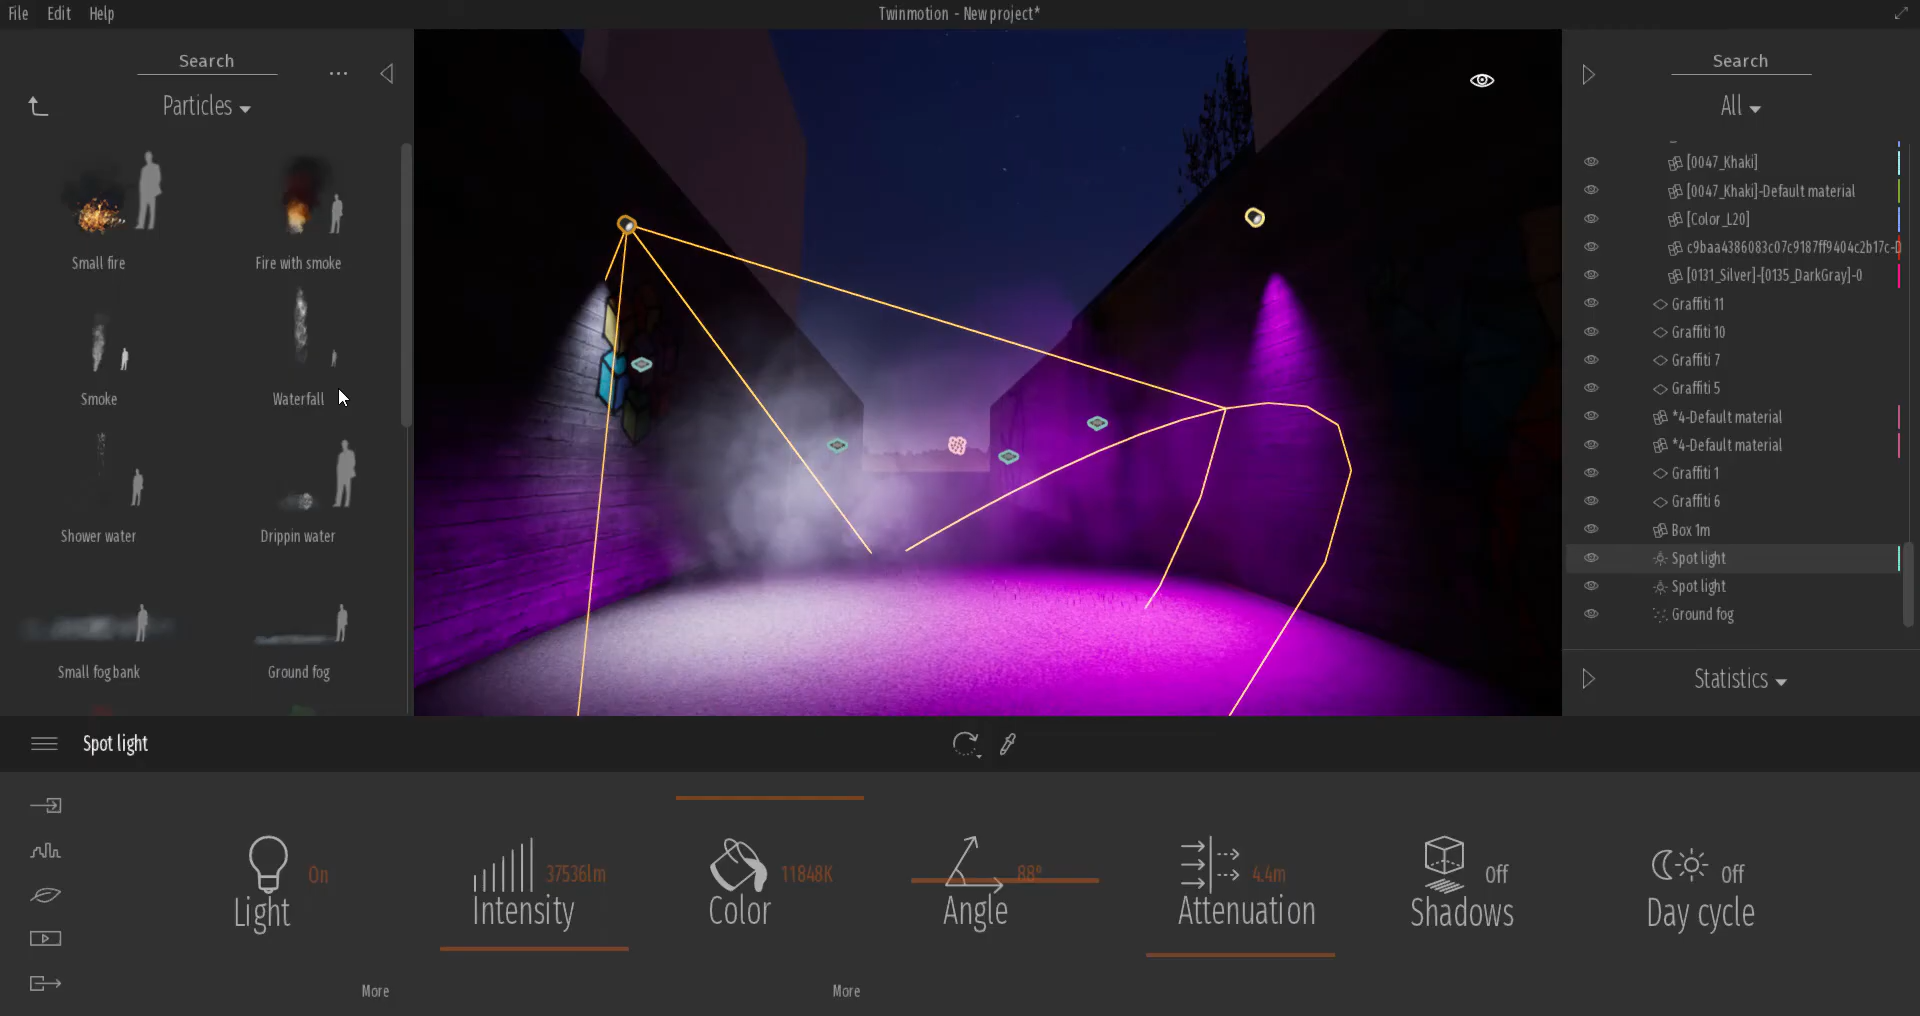 File Edit Help
Twinmotion - New project*
Search
...
Particles
Small fire
Fire with smoke
Smoke
Waterfall
Shower water
Drippin water
Small fog bank
Ground fog
Search
All
[0047_Khaki]
[0047_Khaki]-Default material
[Color_L20]
c9baa4386083c07c9187ff9404c2b17c-D
[0131_Silver]-[0135_DarkGray]-0
Graffiti 11
Graffiti 10
Graffiti 7
Graffiti 5
*4-Default material
*4-Default material
Graffiti 1
Graffiti 6
Box 1m
Spot light
Spot light
Ground fog
Statistics
Spot light
On
Light
37536lm
Intensity
More
11848K
Color
More
88°
Angle
4.4m
Attenuation
Off
Shadows
Off
Day cycle